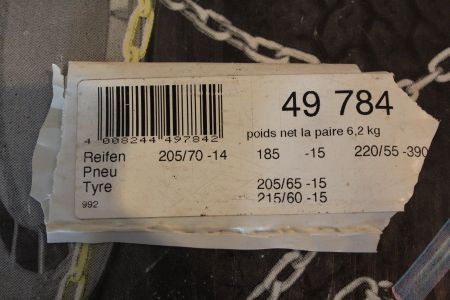 49 784
4 008244 497842
poids net la paire 6,2 kg
Reifen 205/70 -14 185 -15 220/55 -390
Pneu
Tyre 205/65 -15
992 215/60 -15